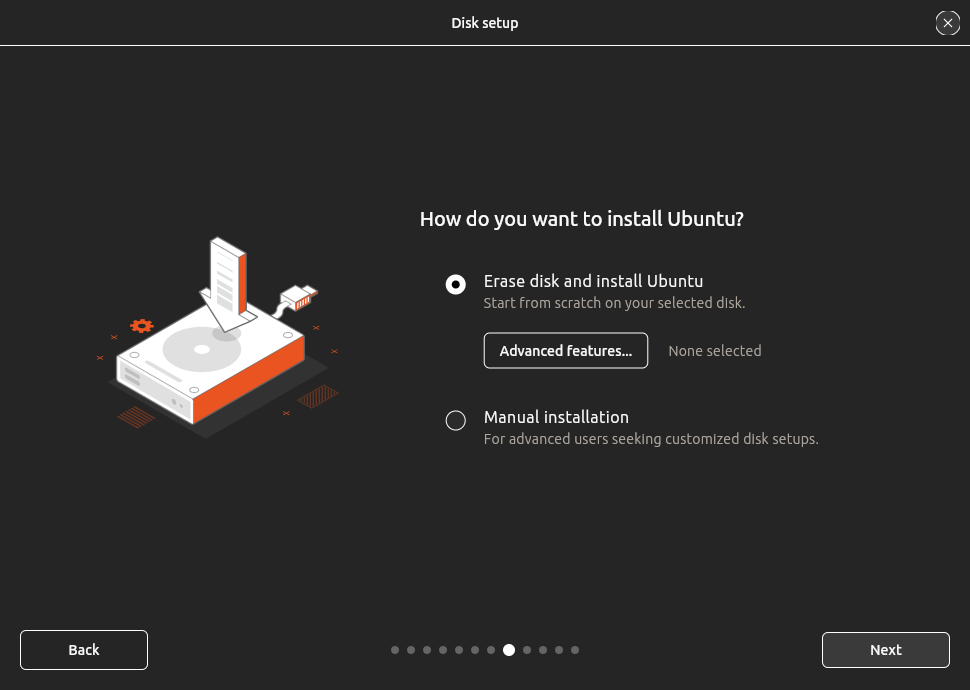 Disk setup
How do you want to install Ubuntu?
Erase disk and install Ubuntu
Start from scratch on your selected disk.
Advanced features... None selected
Manual installation
For advanced users seeking customized disk setups.
Back Next